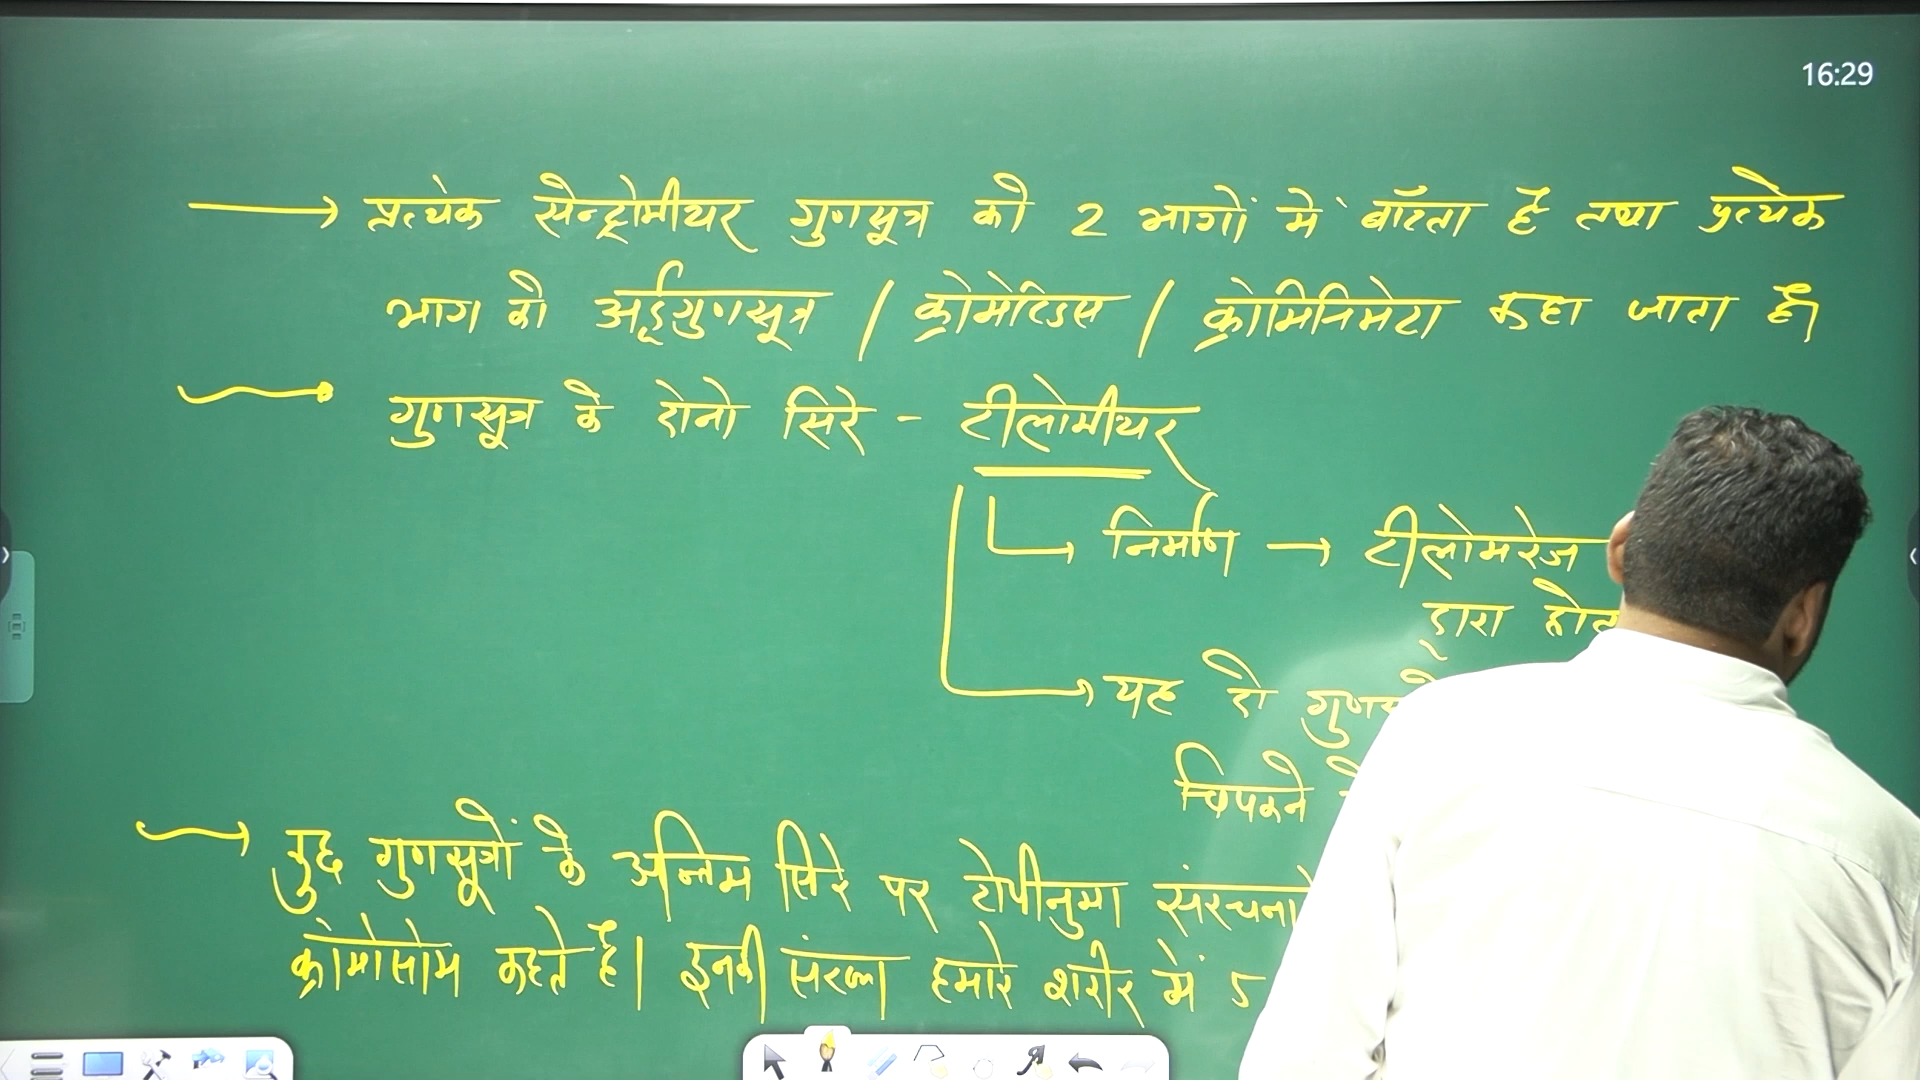 16:29
प्रत्येक सेन्ट्रोमीयर गुणसूत्र को 2 भागों में बाँटता है तथा प्रत्येक
भाग को अर्द्धगुणसूत्र / क्रोमेटिडस / क्रोमिनिमेटा कहा जाता है।
गुणसूत्र के दोनो सिरे - टीलोमीयर
निर्माण → टीलोमरेज
द्वारा
यह दो
चिपकने
कुछ गुणसूत्रों के अन्तिम सिरे पर टोपीनुमा
क्रोमोसोम कहते है। इनकी संख्या हमारे शरीर में 5